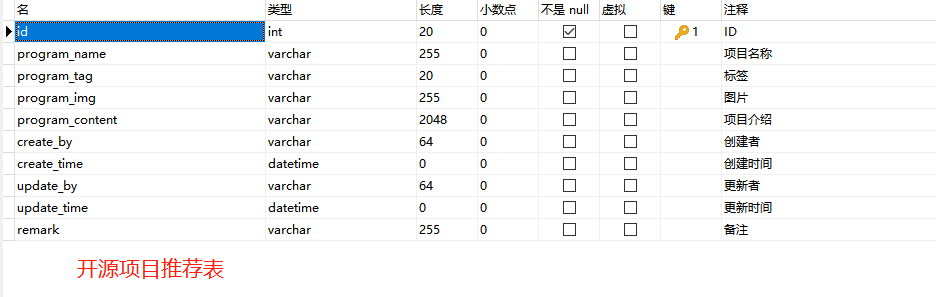 名 类型 长度 小数点 不是 null 虚拟 键 注释
id int 20 0 1 ID
program_name varchar 255 0 项目名称
program_tag varchar 20 0 标签
program_img varchar 255 0 图片
program_content varchar 2048 0 项目介绍
create_by varchar 64 0 创建者
create_time datetime 0 0 创建时间
update_by varchar 64 0 更新者
update_time datetime 0 0 更新时间
remark varchar 255 0 备注
开源项目推荐表